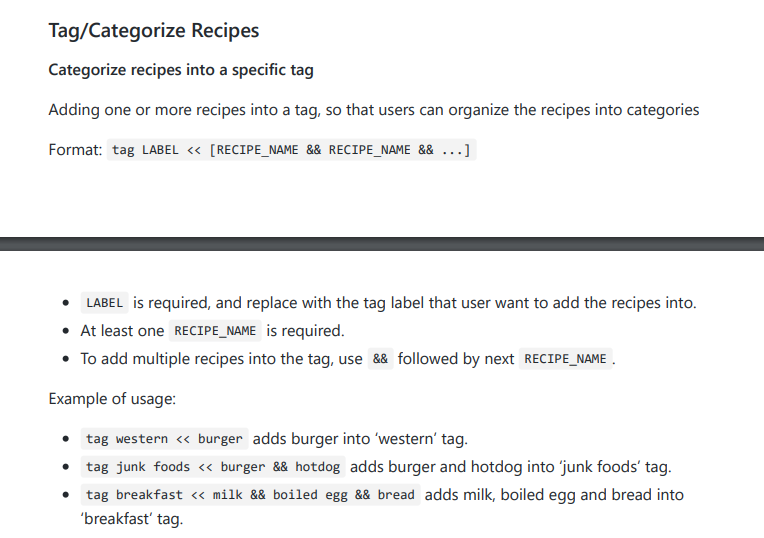 Tag/Categorize Recipes
Categorize recipes into a specific tag
Adding one or more recipes into a tag, so that users can organize the recipes into categories
Format: tag LABEL << [RECIPE_NAME && RECIPE_NAME && ...]
• LABEL is required, and replace with the tag label that user want to add the recipes into.
• At least one RECIPE_NAME is required.
• To add multiple recipes into the tag, use && followed by next RECIPE_NAME .
Example of usage:
• tag western << burger adds burger into ‘western’ tag.
• tag junk foods << burger && hotdog adds burger and hotdog into ‘junk foods’ tag.
• tag breakfast << milk && boiled egg && bread adds milk, boiled egg and bread into
‘breakfast’ tag.